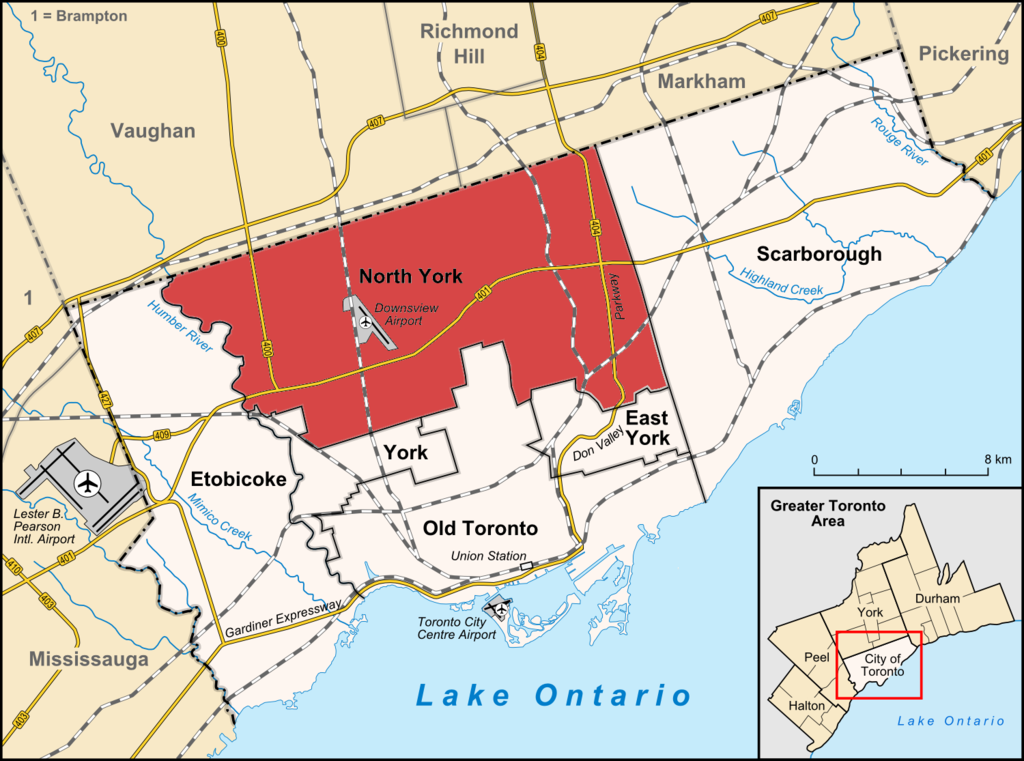 1 = Brampton
400
Richmond
Hill
404
407
Pickering
Markham
Vaughan
407
Rouge River
401
404
Scarborough
North York
Highland Creek
1
Humber River
401
Downsview
Airport
Parkway
407
400
427
409
East
York
Don Valley
York
0
8 km
Etobicoke
Mimico Creek
Lester B.
Pearson
Intl. Airport
Old Toronto
Union Station
401
410
403
Gardiner Expressway
Toronto City
Centre Airport
Mississauga
Lake Ontario
403
Greater Toronto
Area
York
Durham
Peel
City of
Toronto
Halton
Lake Ontario